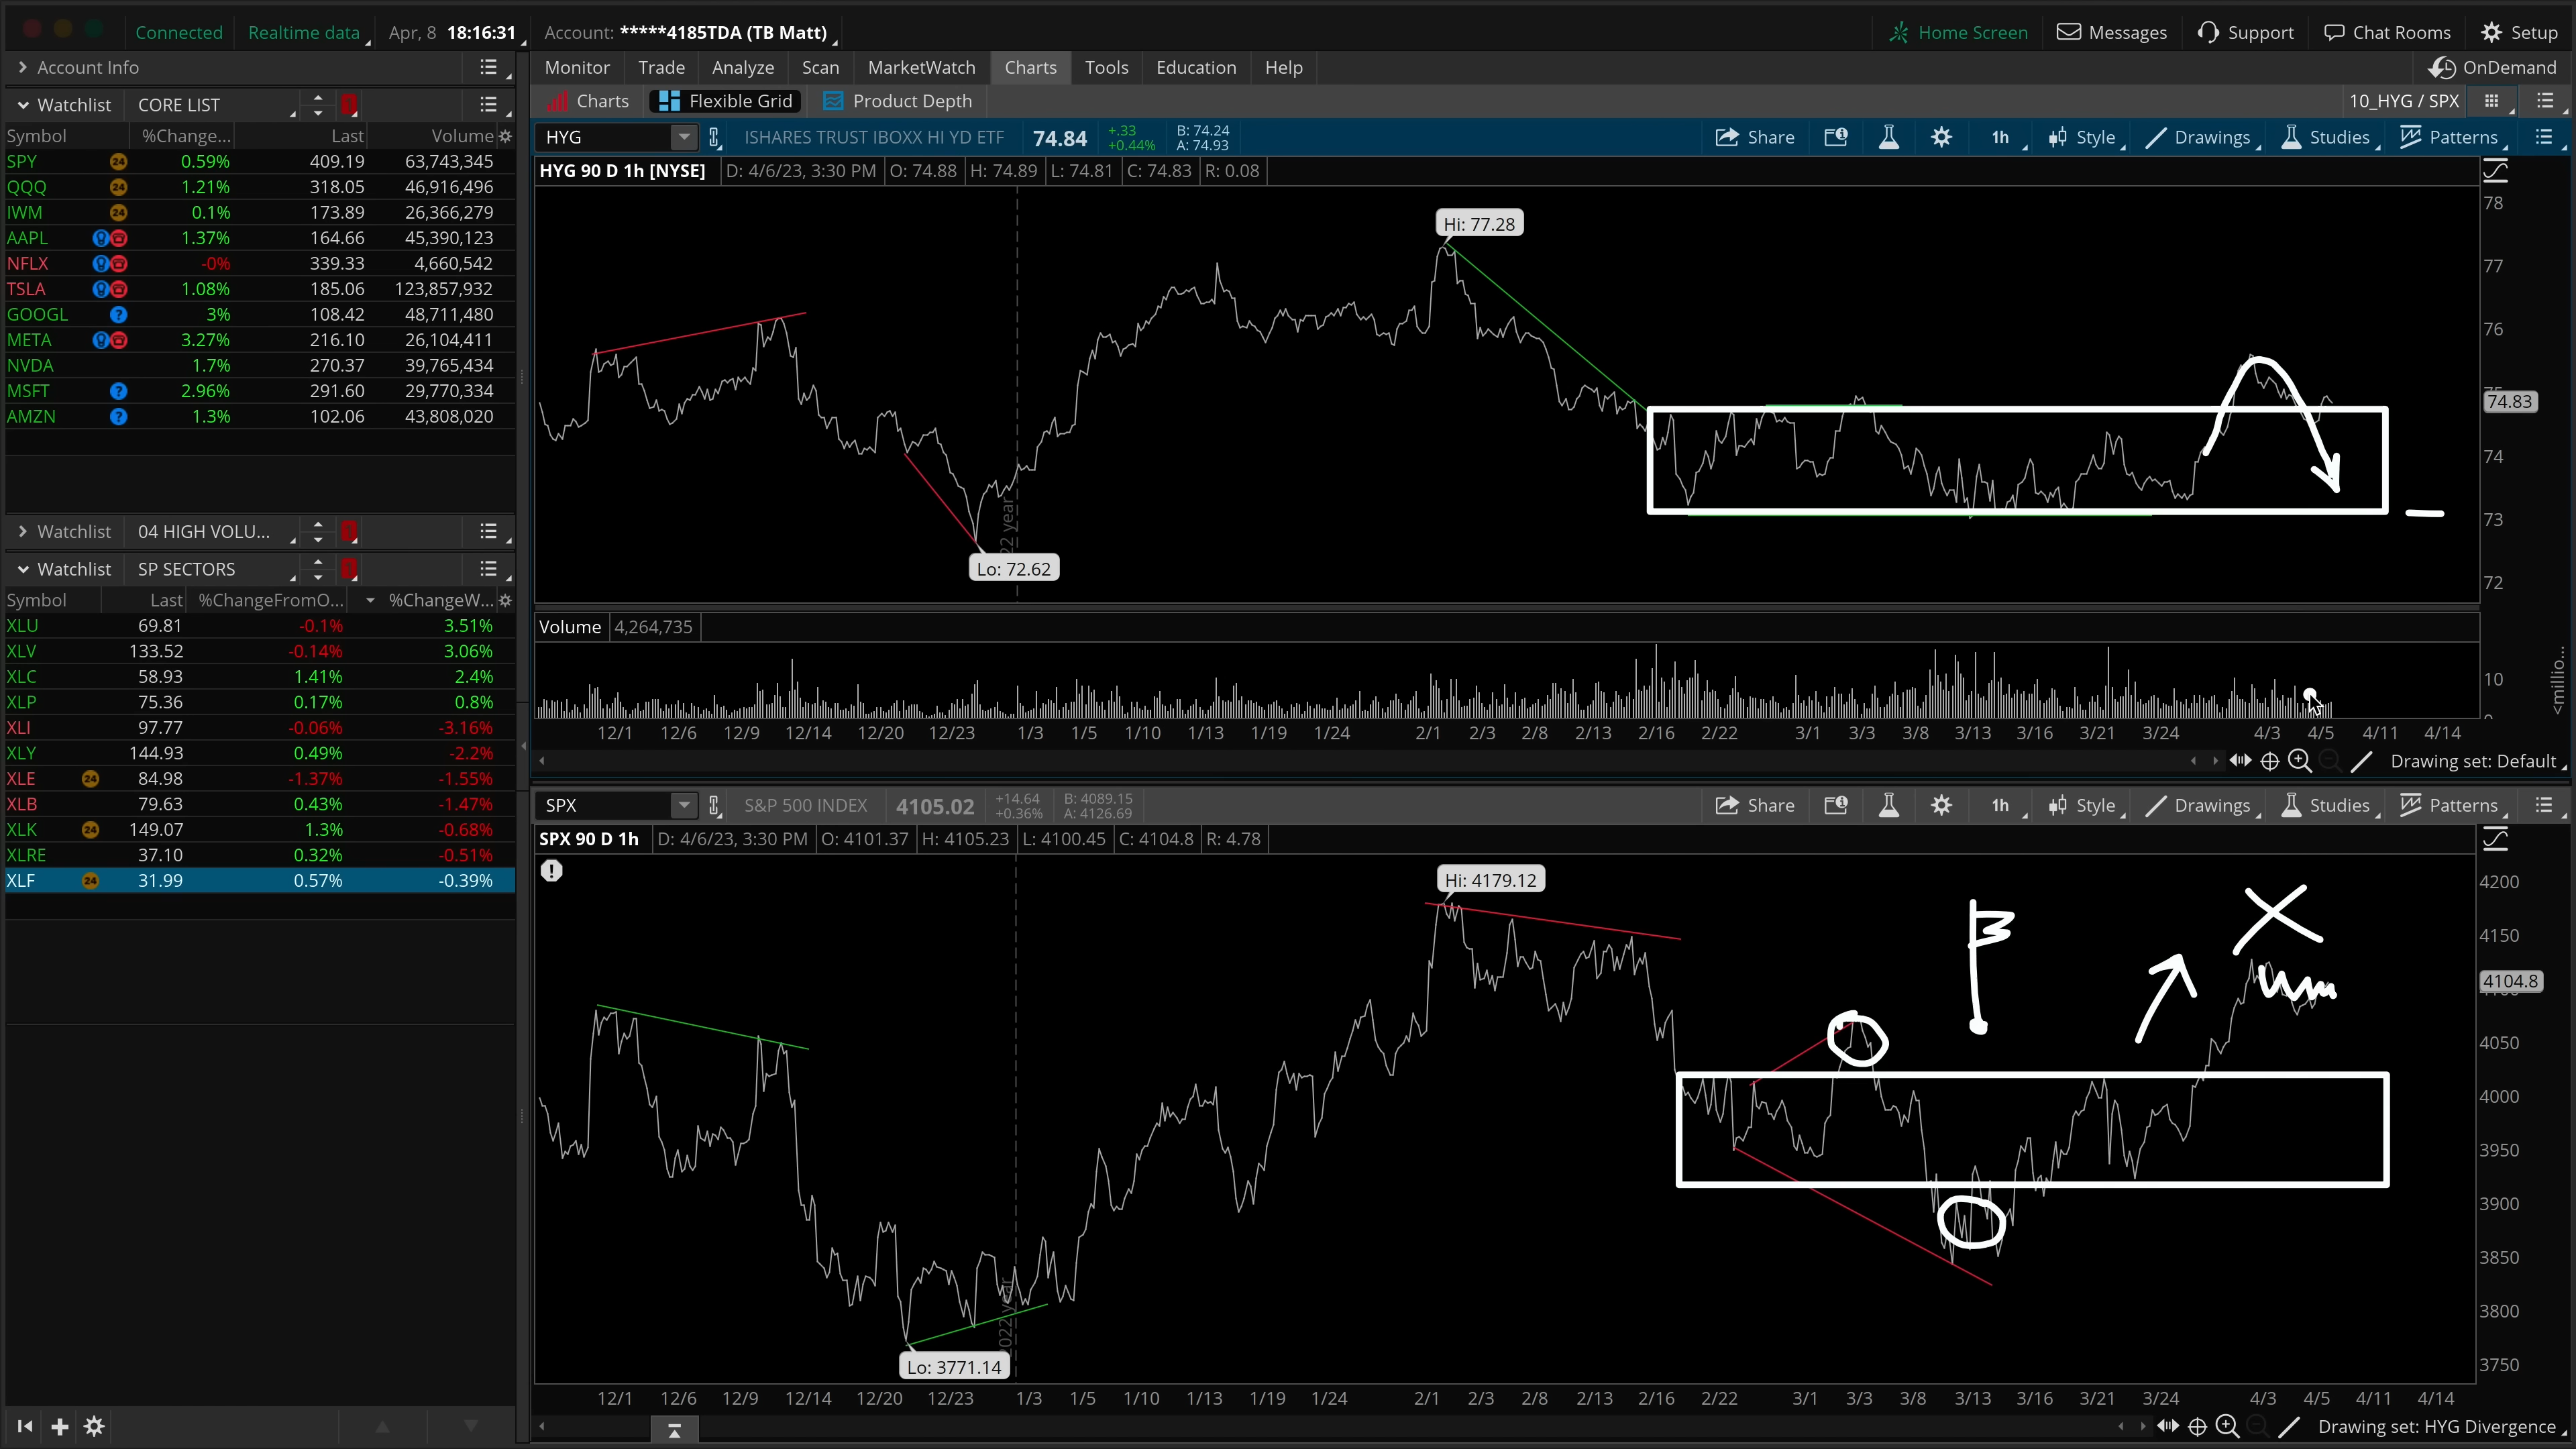 Connected Realtime data Apr, 8 18:16:31 Account: *****4185TDA (TB Matt) Home Screen Messages Support Chat Rooms Setup
Account Info
Monitor Trade Analyze Scan MarketWatch Charts Tools Education Help OnDemand
Charts Flexible Grid Product Depth 10_HYG / SPX
Watchlist CORE LIST
Symbol %Change... Last Volume
SPY 24 0.59% 409.19 63,743,345
QQQ 24 1.21% 318.05 46,916,496
IWM 24 0.1% 173.89 26,366,279
AAPL 1.37% 164.66 45,390,123
NFLX -0% 339.33 4,660,542
TSLA 1.08% 185.06 123,857,932
GOOGL ? 3% 108.42 48,711,480
META 3.27% 216.10 26,104,411
NVDA 1.7% 270.37 39,765,434
MSFT ? 2.96% 291.60 29,770,334
AMZN ? 1.3% 102.06 43,808,020
Watchlist 04 HIGH VOLU...
Watchlist SP SECTORS
Symbol Last %ChangeFromO... %ChangeW...
XLU 69.81 -0.1% 3.51%
XLV 133.52 -0.14% 3.06%
XLC 58.93 1.41% 2.4%
XLP 75.36 0.17% 0.8%
XLI 97.77 -0.06% -3.16%
XLY 144.93 0.49% -2.2%
XLE 24 84.98 -1.37% -1.55%
XLB 79.63 0.43% -1.47%
XLK 24 149.07 1.3% -0.68%
XLRE 37.10 0.32% -0.51%
XLF 24 31.99 0.57% -0.39%
HYG ISHARES TRUST IBOXX HI YD ETF 74.84 +.33 +0.44% B: 74.24 A: 74.93 Share 1h Style Drawings Studies Patterns
HYG 90 D 1h [NYSE] D: 4/6/23, 3:30 PM O: 74.88 H: 74.89 L: 74.81 C: 74.83 R: 0.08
78
Hi: 77.28
77
76
75
74.83
74
73
Lo: 72.62
72
22 year
Volume 4,264,735
10
0
<millio...
12/1 12/6 12/9 12/14 12/20 12/23 1/3 1/5 1/10 1/13 1/19 1/24 2/1 2/3 2/8 2/13 2/16 2/22 3/1 3/3 3/8 3/13 3/16 3/21 3/24 4/3 4/5 4/11 4/14
Drawing set: Default
SPX S&P 500 INDEX 4105.02 +14.64 +0.36% B: 4089.15 A: 4126.69 Share 1h Style Drawings Studies Patterns
SPX 90 D 1h D: 4/6/23, 3:30 PM O: 4101.37 H: 4105.23 L: 4100.45 C: 4104.8 R: 4.78
Hi: 4179.12
4200
4150
4104.8
4050
4000
3950
3900
3850
3800
3750
Lo: 3771.14
2022 year
12/1 12/6 12/9 12/14 12/20 12/23 1/3 1/5 1/10 1/13 1/19 1/24 2/1 2/3 2/8 2/13 2/16 2/22 3/1 3/3 3/8 3/13 3/16 3/21 3/24 4/3 4/5 4/11 4/14
Drawing set: HYG Divergence